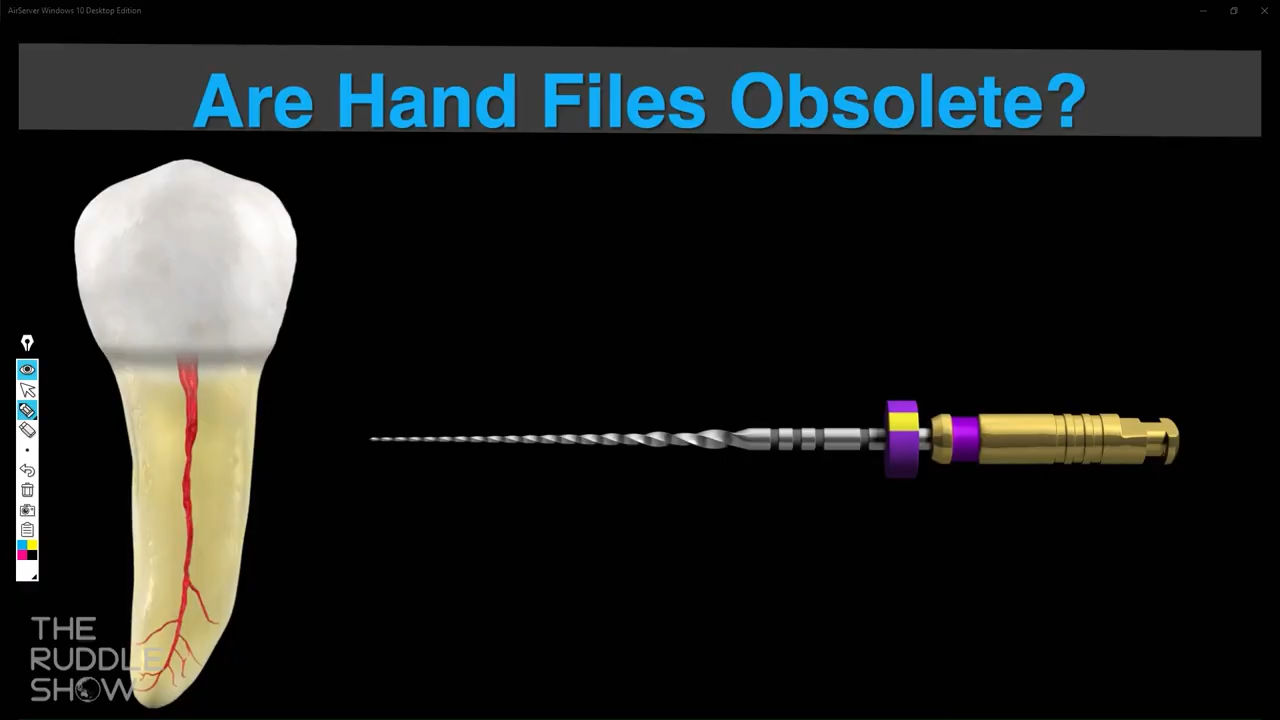 AirServer Windows 10 Desktop Edition
Are Hand Files Obsolete?
THE
RUDDLE
SHOW